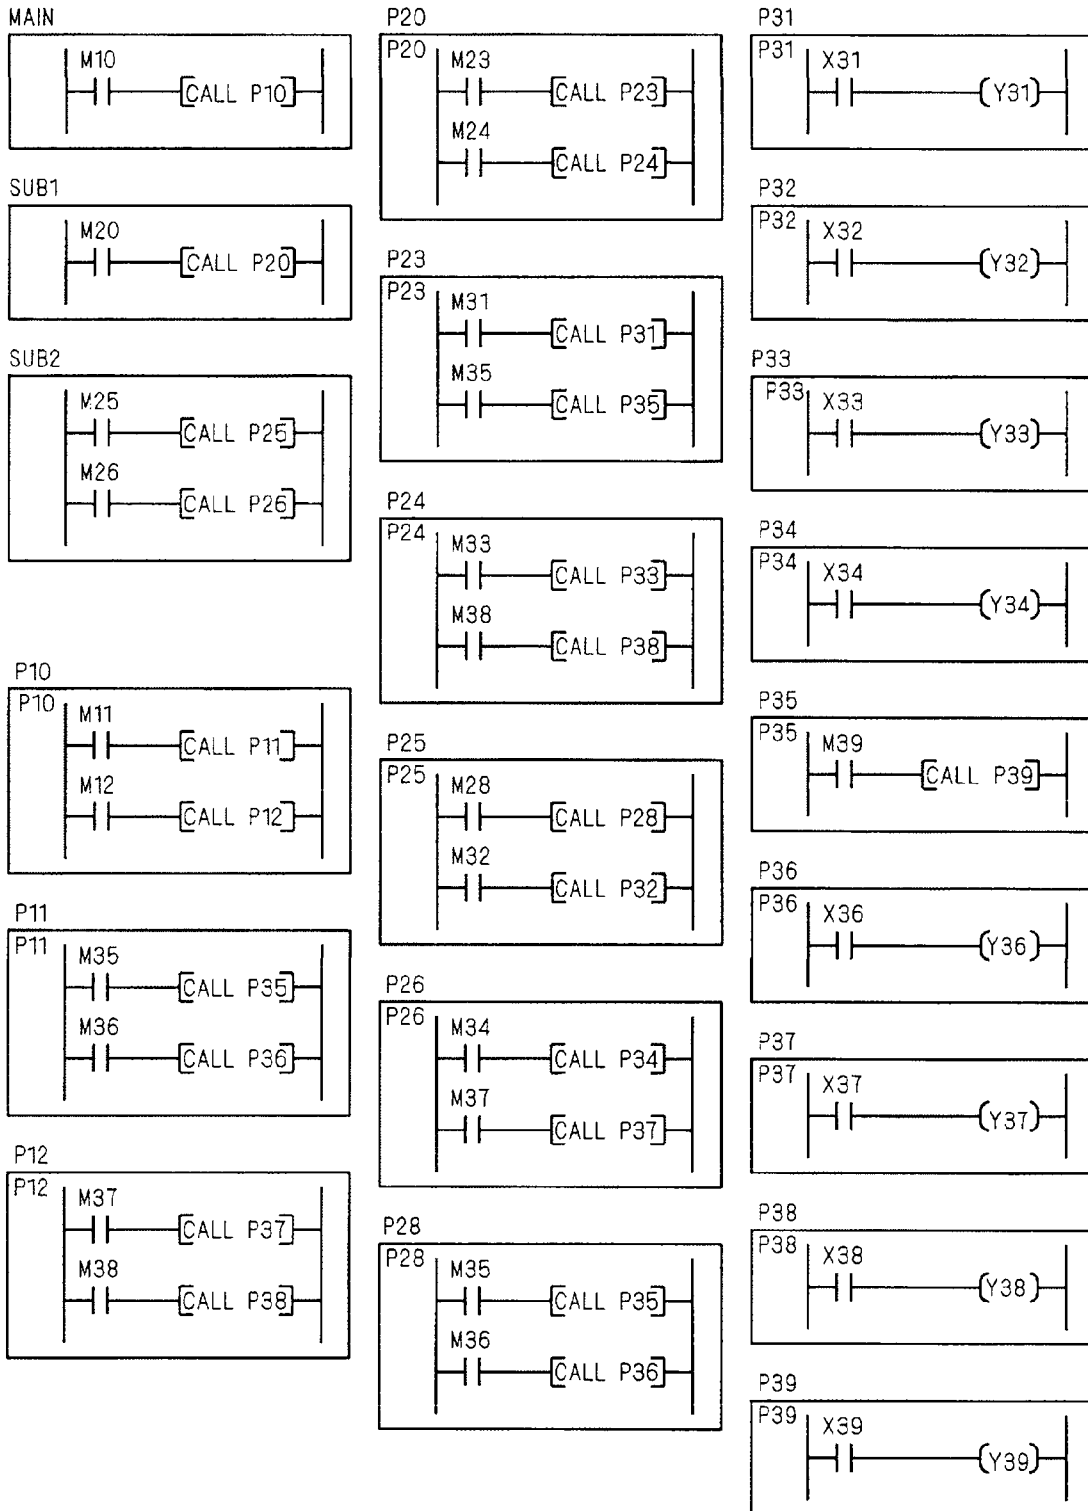 MAIN
M10
CALL P10
SUB1
M20
CALL P20
SUB2
M25
CALL P25
M26
CALL P26
P10
P10
M11
CALL P11
M12
CALL P12
P11
P11
M35
CALL P35
M36
CALL P36
P12
P12
M37
CALL P37
M38
CALL P38
P20
P20
M23
CALL P23
M24
CALL P24
P23
P23
M31
CALL P31
M35
CALL P35
P24
P24
M33
CALL P33
M38
CALL P38
P25
P25
M28
CALL P28
M32
CALL P32
P26
P26
M34
CALL P34
M37
CALL P37
P28
P28
M35
CALL P35
M36
CALL P36
P31
P31
X31
Y31
P32
P32
X32
Y32
P33
P33
X33
Y33
P34
P34
X34
Y34
P35
P35
M39
CALL P39
P36
P36
X36
Y36
P37
P37
X37
Y37
P38
P38
X38
Y38
P39
P39
X39
Y39